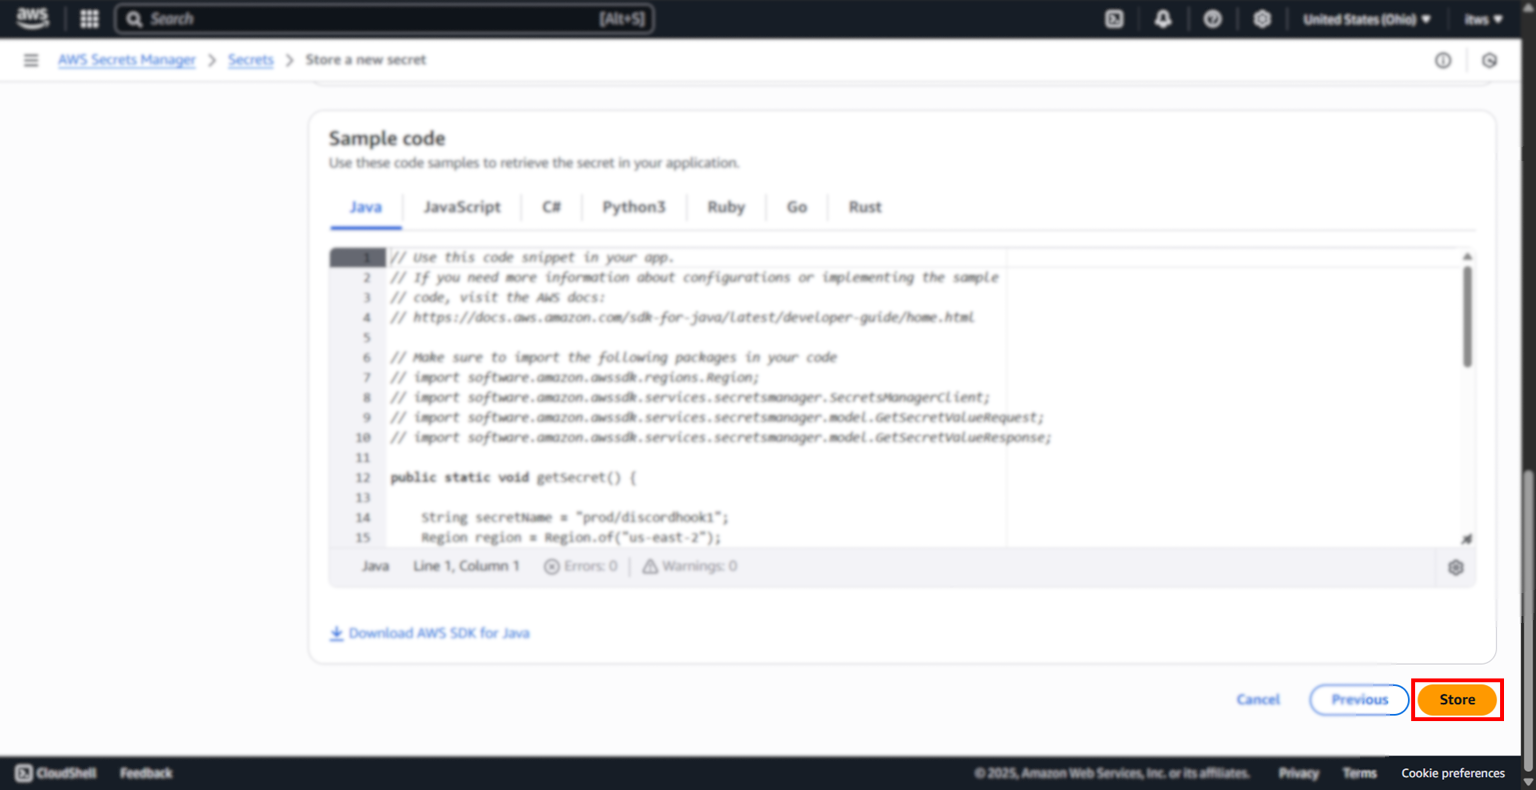 aws Search [Alt+S] United States (Ohio) ▼ itws ▼
AWS Secrets Manager > Secrets > Store a new secret
Sample code
Use these code samples to retrieve the secret in your application.
Java JavaScript C# Python3 Ruby Go Rust
1 // Use this code snippet in your app.
2 // If you need more information about configurations or implementing the sample
3 // code, visit the AWS docs:
4 // https://docs.aws.amazon.com/sdk-for-java/latest/developer-guide/home.html
5
6 // Make sure to import the following packages in your code
7 // import software.amazon.awssdk.regions.Region;
8 // import software.amazon.awssdk.services.secretsmanager.SecretsManagerClient;
9 // import software.amazon.awssdk.services.secretsmanager.model.GetSecretValueRequest;
10 // import software.amazon.awssdk.services.secretsmanager.model.GetSecretValueResponse;
11
12 public static void getSecret() {
13
14 String secretName = "prod/discordhook1";
15 Region region = Region.of("us-east-2");
Java Line 1, Column 1 Errors: 0 Warnings: 0
Download AWS SDK for Java
Cancel Previous Store
CloudShell Feedback © 2025, Amazon Web Services, Inc. or its affiliates. Privacy Terms Cookie preferences